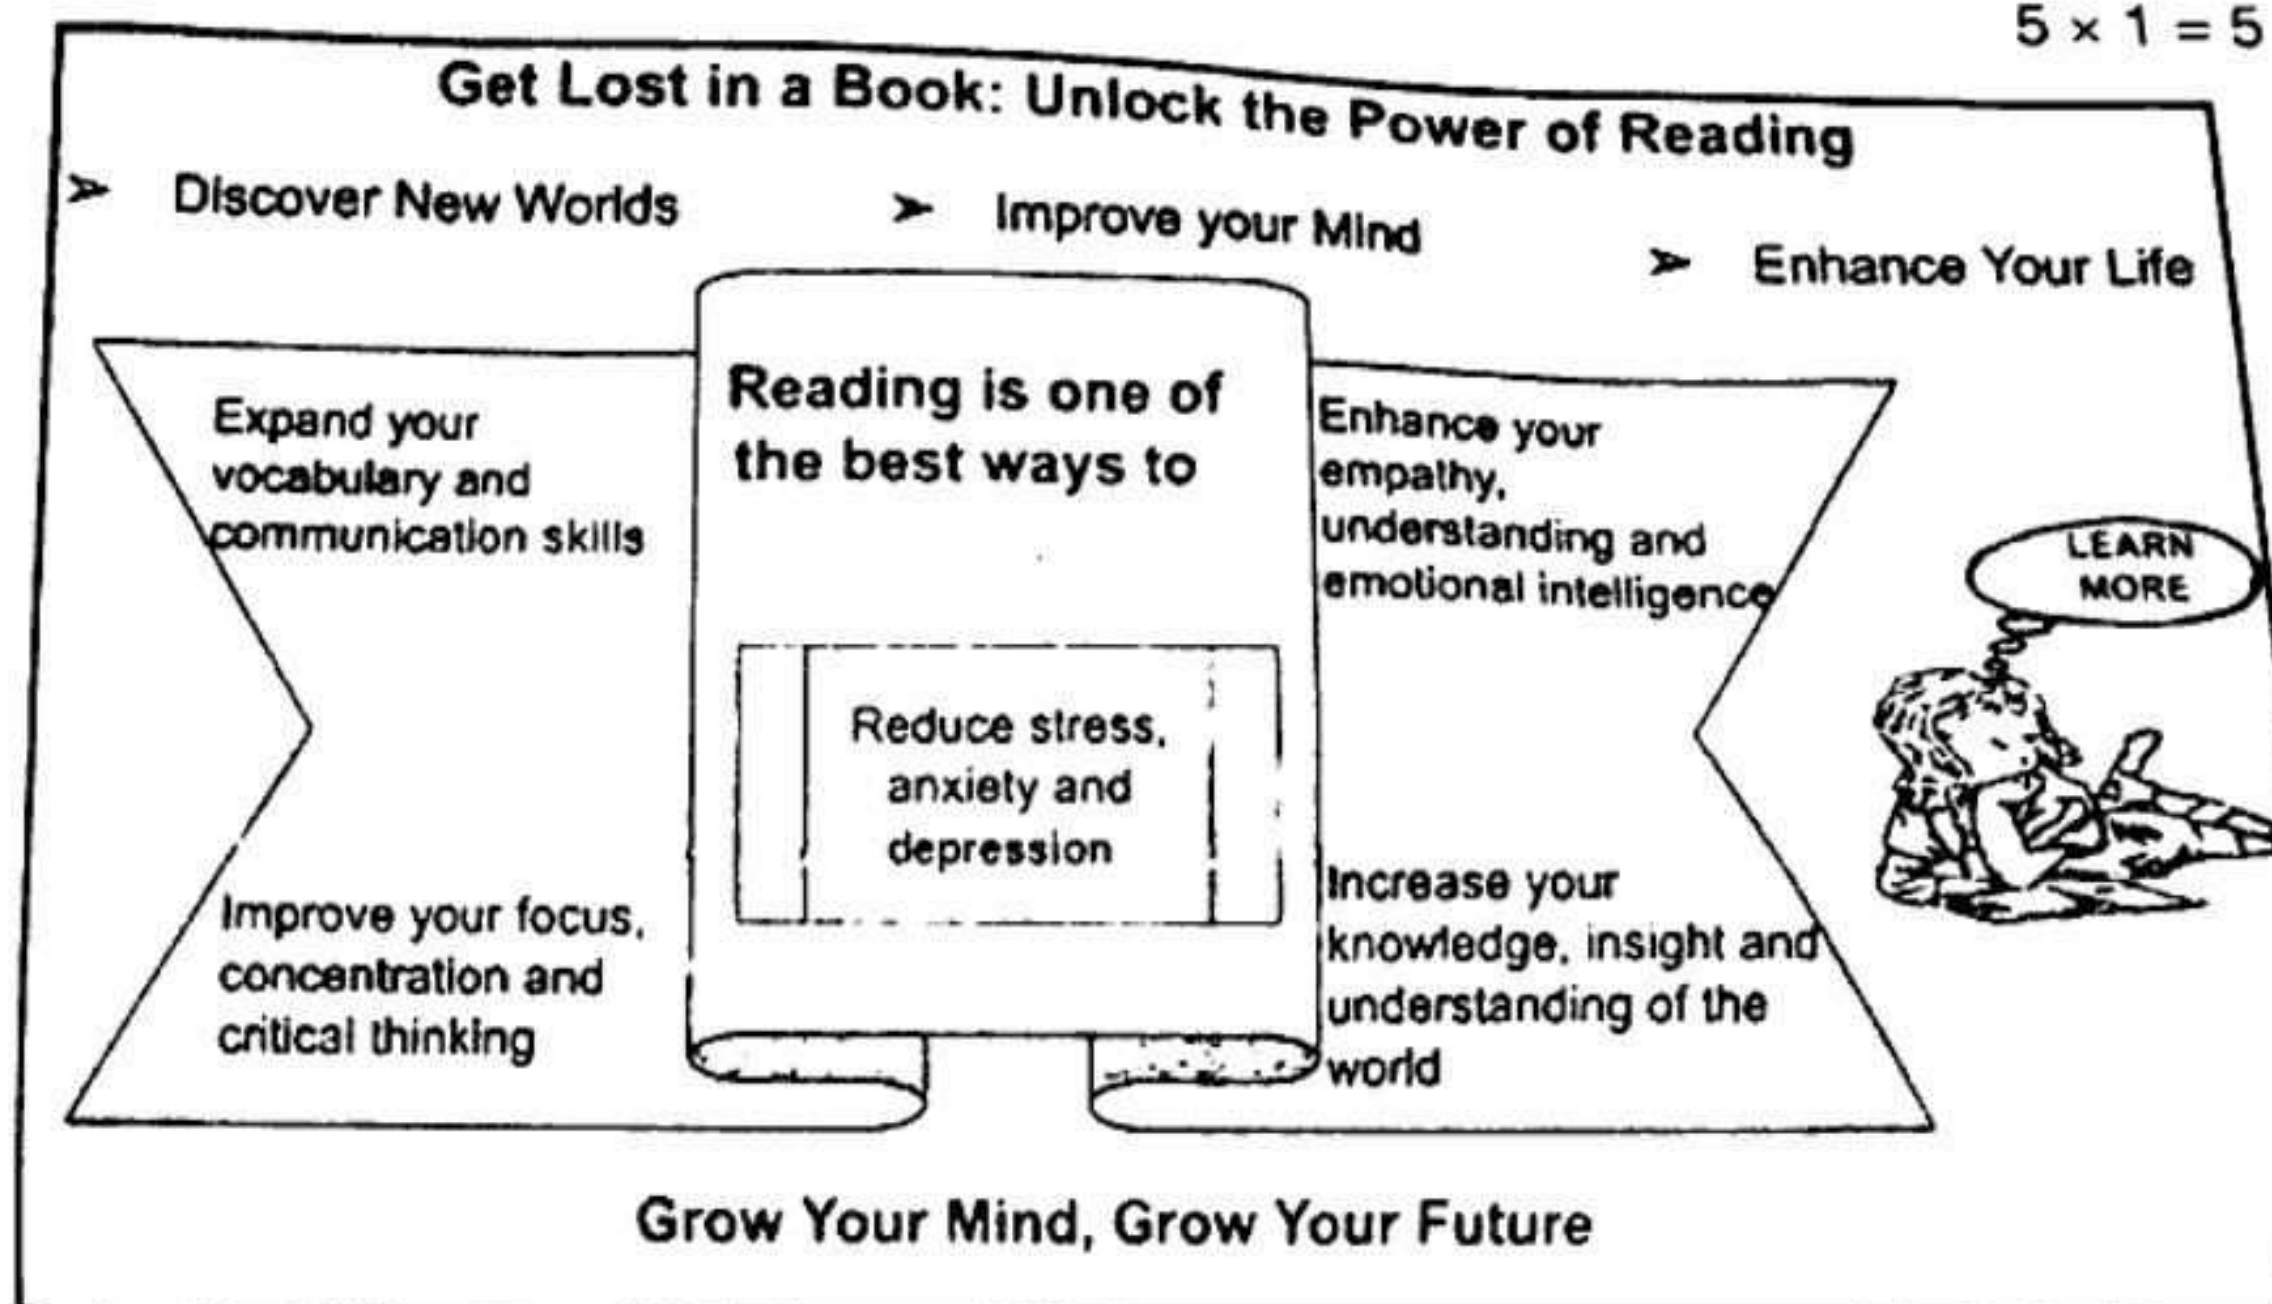 5 × 1 = 5
Get Lost in a Book: Unlock the Power of Reading
➢ Discover New Worlds
➢ Improve your Mind
➢ Enhance Your Life
Expand your
vocabulary and
communication skills
Improve your focus,
concentration and
critical thinking
Reading is one of
the best ways to
Reduce stress,
anxiety and
depression
Enhance your
empathy,
understanding and
emotional intelligence
Increase your
knowledge, insight and
understanding of the
world
LEARN
MORE
Grow Your Mind, Grow Your Future